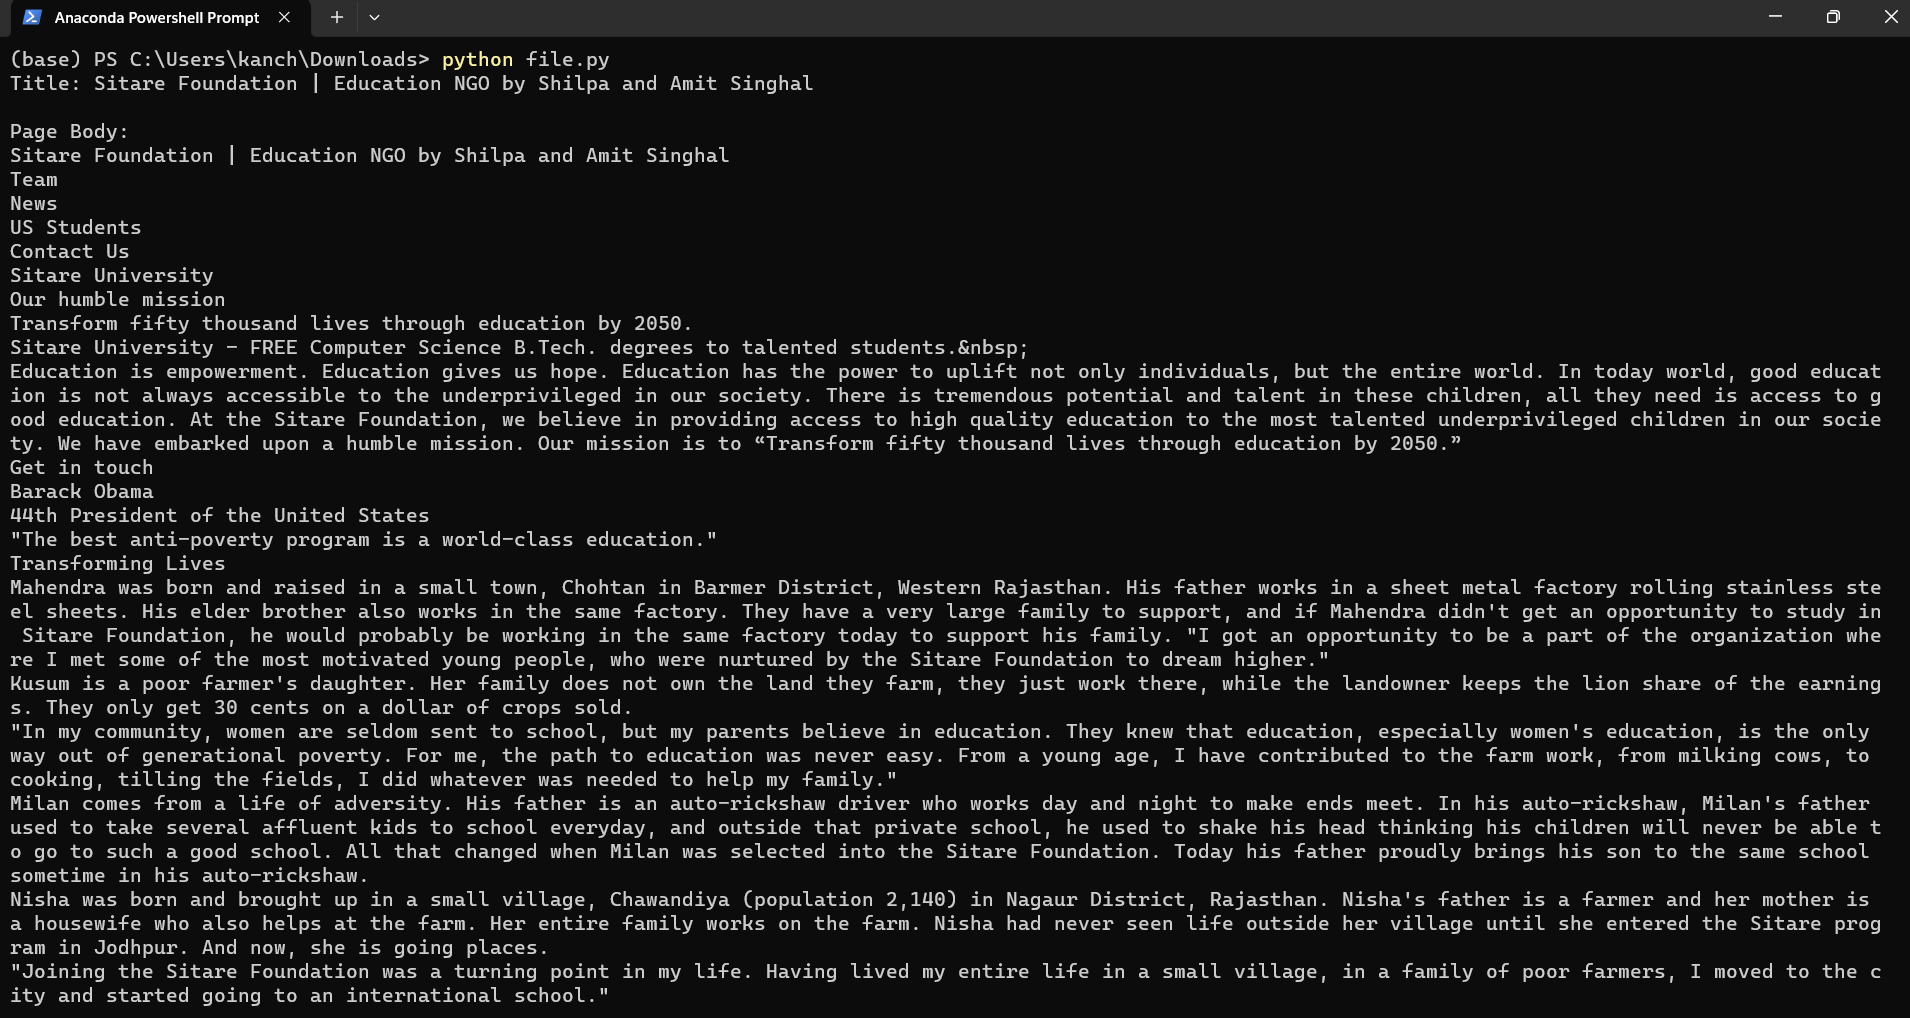 Anaconda Powershell Prompt
(base) PS C:\Users\kanch\Downloads> python file.py
Title: Sitare Foundation | Education NGO by Shilpa and Amit Singhal
Page Body:
Sitare Foundation | Education NGO by Shilpa and Amit Singhal
Team
News
US Students
Contact Us
Sitare University
Our humble mission
Transform fifty thousand lives through education by 2050.
Sitare University – FREE Computer Science B.Tech. degrees to talented students.&nbsp;
Education is empowerment. Education gives us hope. Education has the power to uplift not only individuals, but the entire world. In today world, good educat
ion is not always accessible to the underprivileged in our society. There is tremendous potential and talent in these children, all they need is access to g
ood education. At the Sitare Foundation, we believe in providing access to high quality education to the most talented underprivileged children in our socie
ty. We have embarked upon a humble mission. Our mission is to “Transform fifty thousand lives through education by 2050.”
Get in touch
Barack Obama
44th President of the United States
"The best anti-poverty program is a world-class education."
Transforming Lives
Mahendra was born and raised in a small town, Chohtan in Barmer District, Western Rajasthan. His father works in a sheet metal factory rolling stainless ste
el sheets. His elder brother also works in the same factory. They have a very large family to support, and if Mahendra didn't get an opportunity to study in
 Sitare Foundation, he would probably be working in the same factory today to support his family. "I got an opportunity to be a part of the organization whe
re I met some of the most motivated young people, who were nurtured by the Sitare Foundation to dream higher."
Kusum is a poor farmer's daughter. Her family does not own the land they farm, they just work there, while the landowner keeps the lion share of the earning
s. They only get 30 cents on a dollar of crops sold.
"In my community, women are seldom sent to school, but my parents believe in education. They knew that education, especially women's education, is the only
way out of generational poverty. For me, the path to education was never easy. From a young age, I have contributed to the farm work, from milking cows, to
cooking, tilling the fields, I did whatever was needed to help my family."
Milan comes from a life of adversity. His father is an auto-rickshaw driver who works day and night to make ends meet. In his auto-rickshaw, Milan's father
used to take several affluent kids to school everyday, and outside that private school, he used to shake his head thinking his children will never be able t
o go to such a good school. All that changed when Milan was selected into the Sitare Foundation. Today his father proudly brings his son to the same school
sometime in his auto-rickshaw.
Nisha was born and brought up in a small village, Chawandiya (population 2,140) in Nagaur District, Rajasthan. Nisha's father is a farmer and her mother is
a housewife who also helps at the farm. Her entire family works on the farm. Nisha had never seen life outside her village until she entered the Sitare prog
ram in Jodhpur. And now, she is going places.
"Joining the Sitare Foundation was a turning point in my life. Having lived my entire life in a small village, in a family of poor farmers, I moved to the c
ity and started going to an international school."